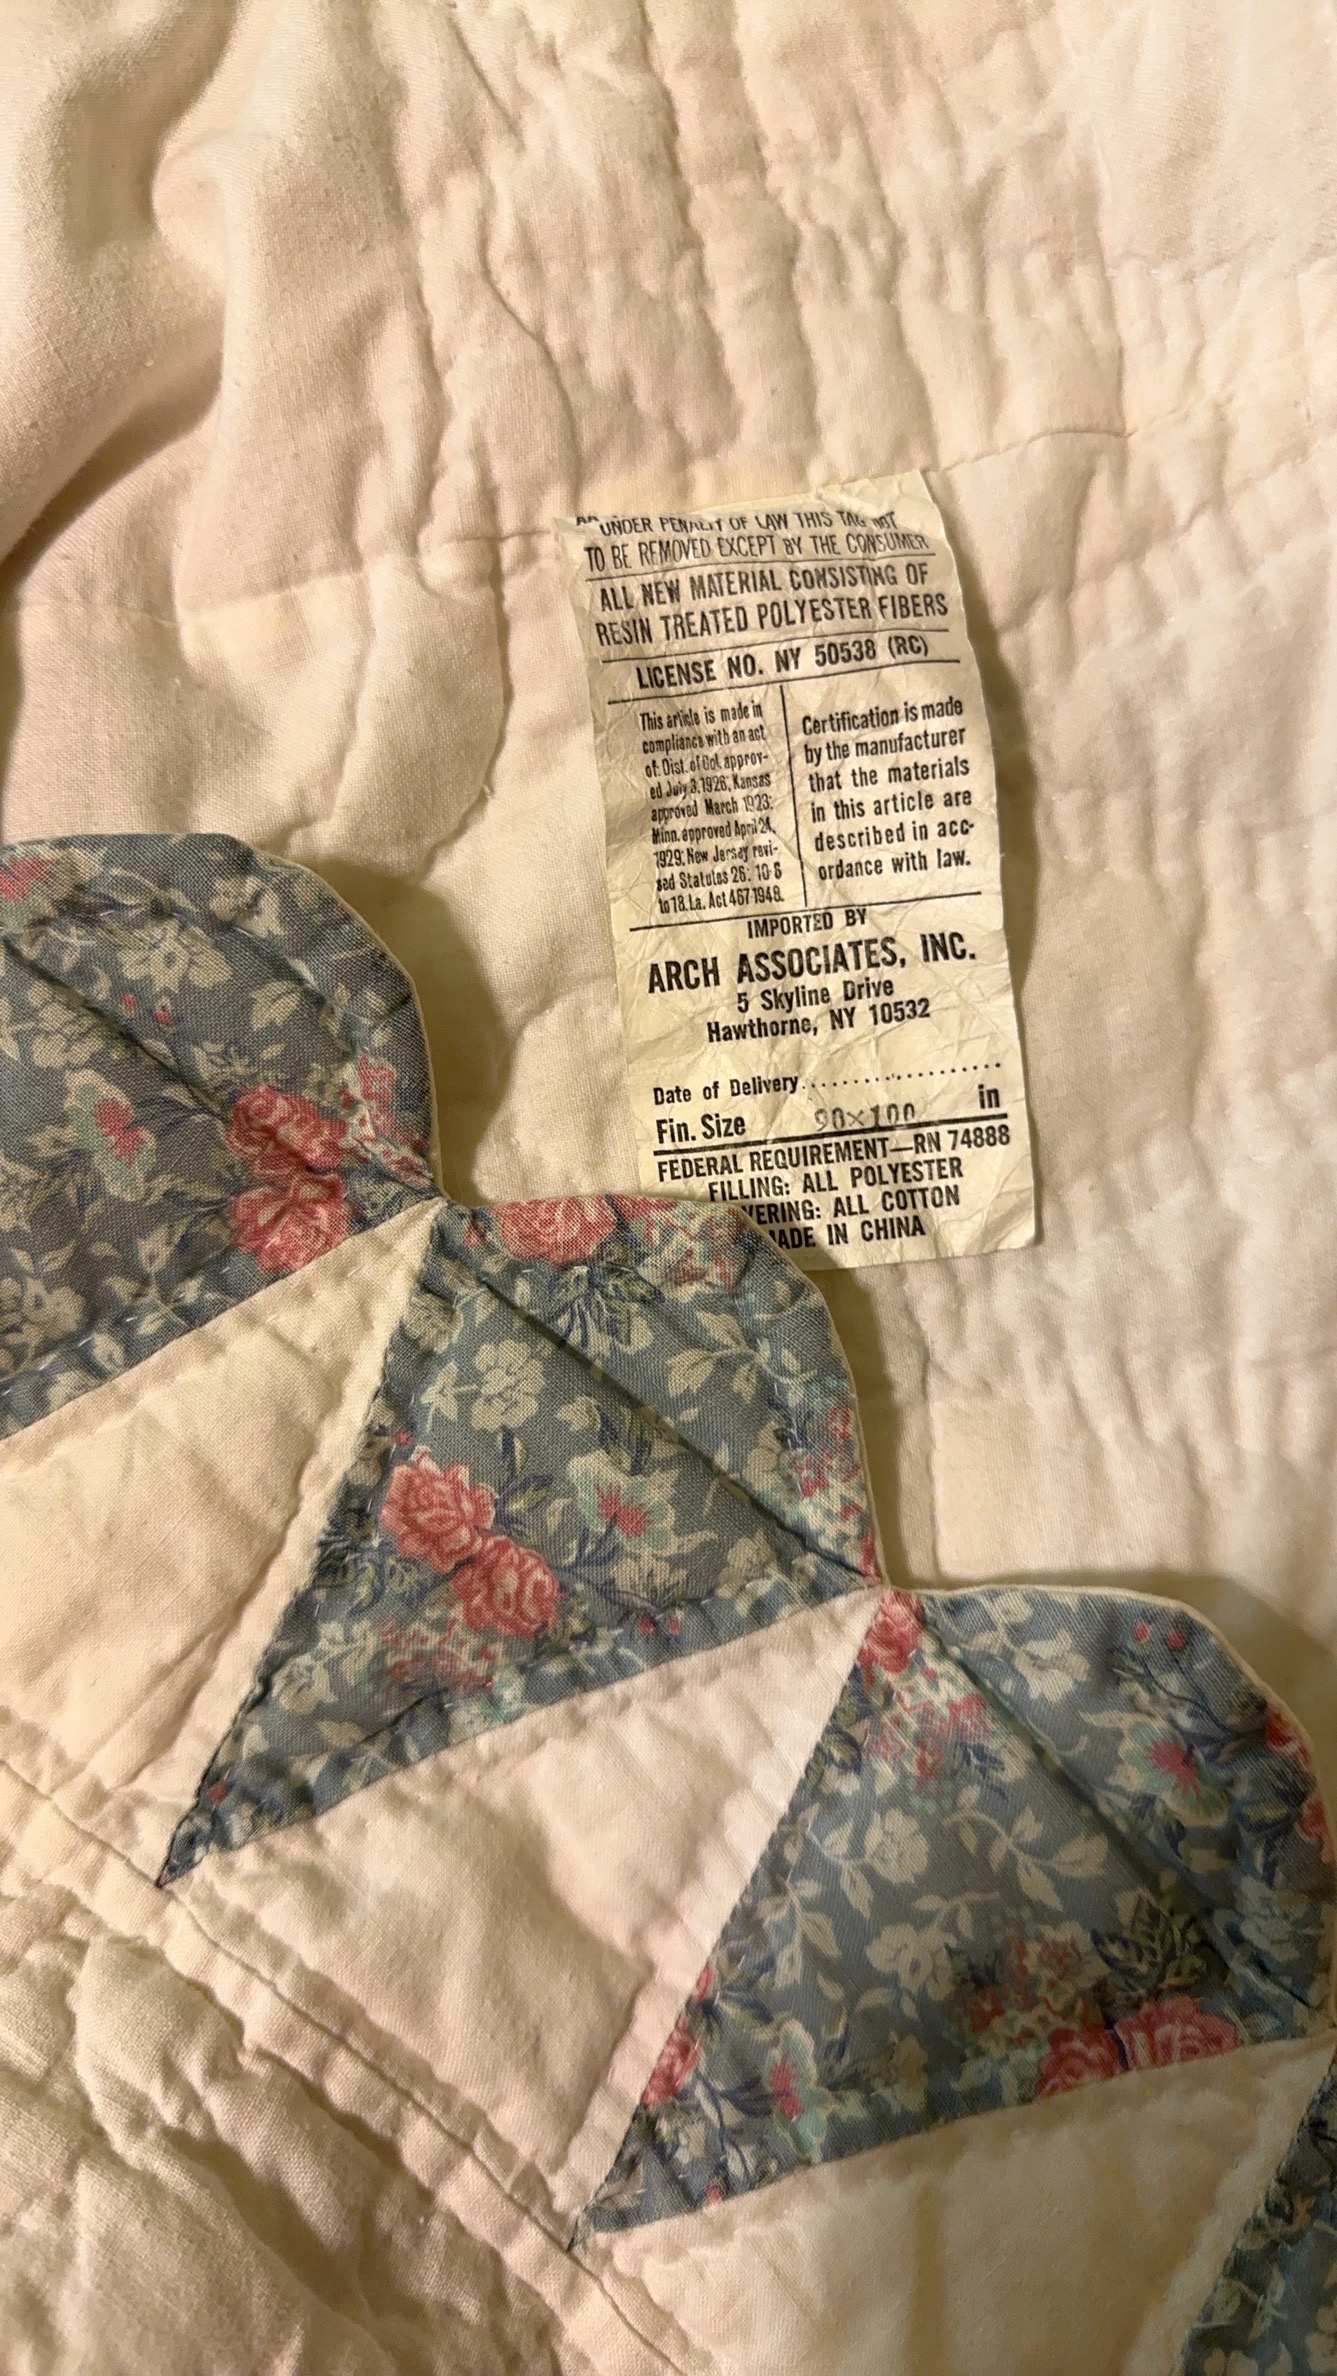 UNDER PENALTY OF LAW THIS TAG NOT
TO BE REMOVED EXCEPT BY THE CONSUMER
ALL NEW MATERIAL CONSISTING OF
RESIN TREATED POLYESTER FIBERS
LICENSE NO. NY 50538 (RC)
This article is made in
compliance with an act
of: Dist. of Col. approv-
ed July 3, 1926; Kansas
approved March 1923;
Minn. approved April 24,
1929; New Jersey revi-
sed Statutes 26: 10-6
to 18. La. Act 467-1948.
Certification is made
by the manufacturer
that the materials
in this article are
described in acc-
ordance with law.
IMPORTED BY
ARCH ASSOCIATES, INC.
5 Skyline Drive
Hawthorne, NY 10532
Date of Delivery....................
Fin. Size 90×100 in
FEDERAL REQUIREMENT—RN 74888
FILLING: ALL POLYESTER
VERING: ALL COTTON
ADE IN CHINA